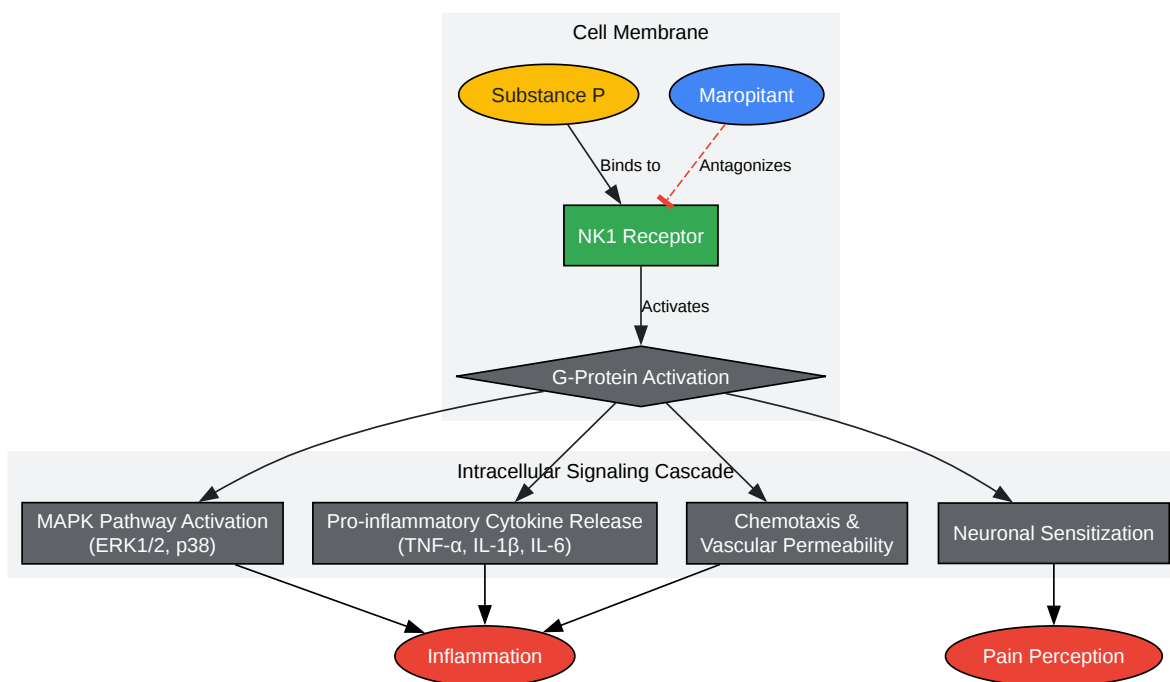 Cell Membrane
Substance P
Maropitant
Binds to
Antagonizes
NK1 Receptor
Activates
G-Protein Activation
Intracellular Signaling Cascade
MAPK Pathway Activation
(ERK1/2, p38)
Pro-inflammatory Cytokine Release
(TNF-α, IL-1β, IL-6)
Chemotaxis &
Vascular Permeability
Neuronal Sensitization
Inflammation
Pain Perception